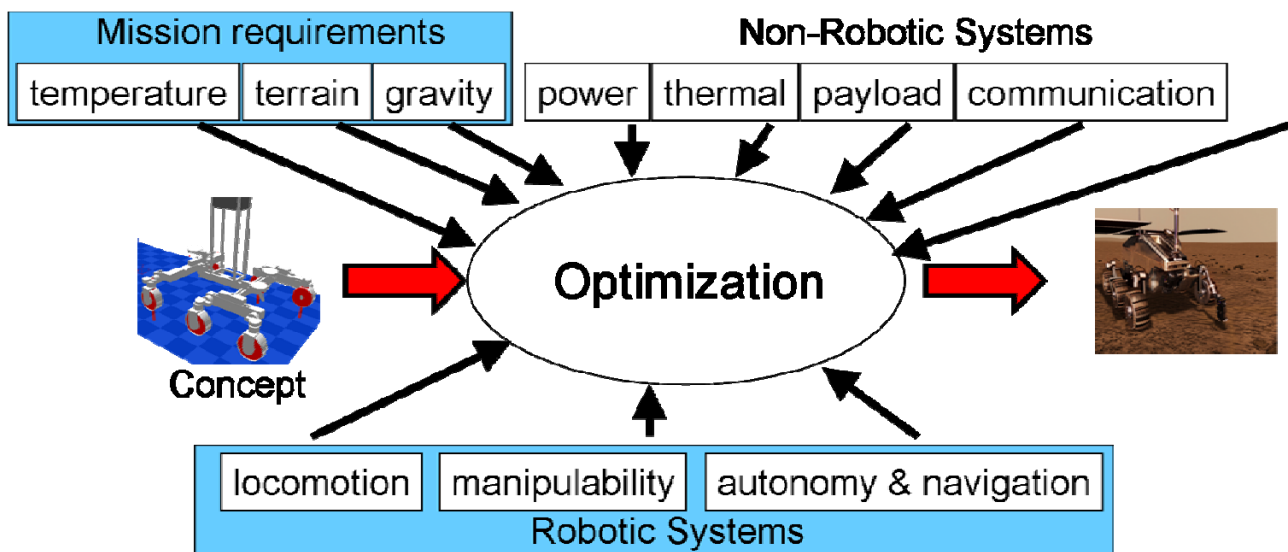 Mission requirements
temperature terrain gravity
Non-Robotic Systems
power thermal payload communication
Optimization
Concept
locomotion manipulability autonomy & navigation
Robotic Systems